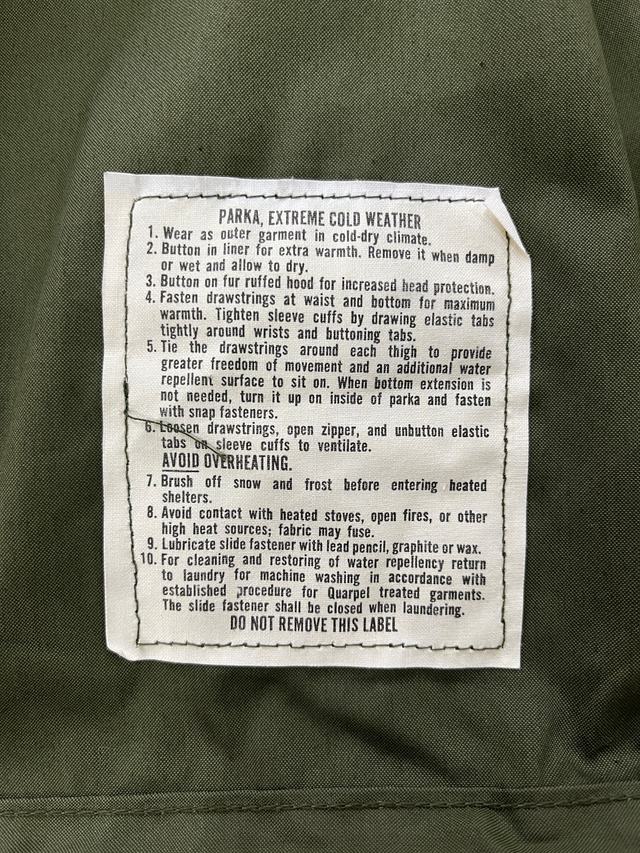 PARKA, EXTREME COLD WEATHER
1. Wear as outer garment in cold-dry climate.
2. Button in liner for extra warmth. Remove it when damp
or wet and allow to dry.
3. Button on fur ruffed hood for increased head protection.
4. Fasten drawstrings at waist and bottom for maximum
warmth. Tighten sleeve cuffs by drawing elastic tabs
tightly around wrists and buttoning tabs.
5. Tie the drawstrings around each thigh to provide
greater freedom of movement and an additional water
repellent surface to sit on. When bottom extension is
not needed, turn it up on inside of parka and fasten
with snap fasteners.
6. Loosen drawstrings, open zipper, and unbutton elastic
tabs on sleeve cuffs to ventilate.
AVOID OVERHEATING.
7. Brush off snow and frost before entering heated
shelters.
8. Avoid contact with heated stoves, open fires, or other
high heat sources; fabric may fuse.
9. Lubricate slide fastener with lead pencil, graphite or wax.
10. For cleaning and restoring of water repellency return
to laundry for machine washing in accordance with
established procedure for Quarpel treated garments.
The slide fastener shall be closed when laundering.
DO NOT REMOVE THIS LABEL